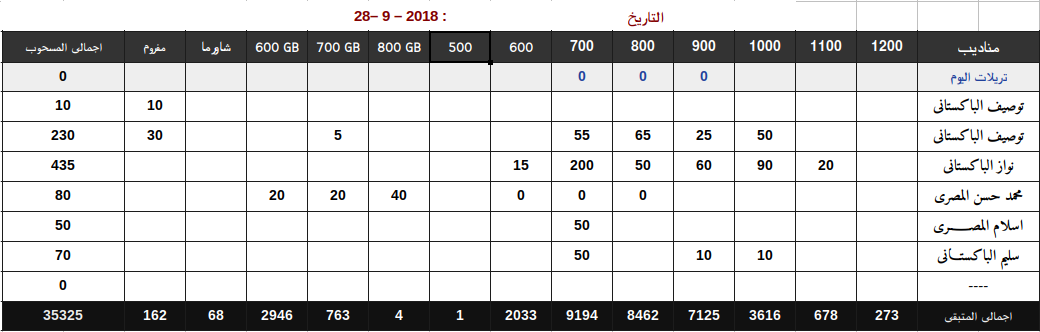 التاريخ : 28– 9 – 2018
مناديب 1200 1100 1000 900 800 700 600 500 800 GB 700 GB 600 GB شاورما مفروم اجمالى المسحوب
تريلات اليوم 0 0 0 0
توصيف الباكستانى 10 10
توصيف الباكستانى 50 25 65 55 5 30 230
نواز الباكستانى 20 90 60 50 200 15 435
محمد حسن المصرى 0 0 0 40 20 20 80
اسلام المصـــرى 50 50
سليم الباكستـانى 10 10 50 70
---- 0
اجمالى المتبقى 273 678 3616 7125 8462 9194 2033 1 4 763 2946 68 162 35325